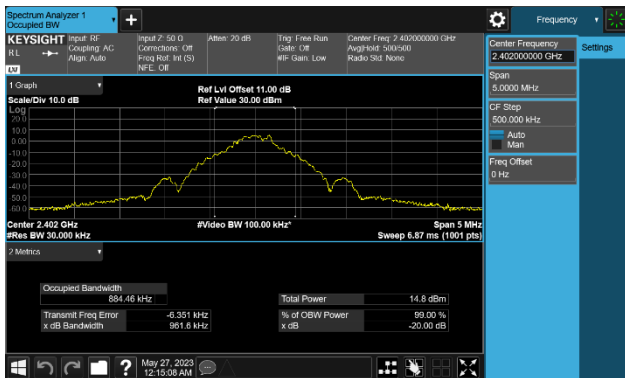 Spectrum Analyzer 1
Occupied BW
Frequency
KEYSIGHT Input: RF Input Z: 50 Ω Atten: 20 dB Trig: Free Run Center Freq: 2.402000000 GHz
RL Coupling: AC Corrections: Off Gate: Off Avg|Hold: 500/500
Align: Auto Freq Ref: Int (S) #IF Gain: Low Radio Std: None
LXI NFE: Off
Center Frequency
2.402000000 GHz
Settings
Span
5.0000 MHz
CF Step
500.000 kHz
Auto
Man
Freq Offset
0 Hz
1 Graph
Ref Lvl Offset 11.00 dB
Scale/Div 10.0 dB Ref Value 30.00 dBm
Log
20.0
10.0
0.00
-10.0
-20.0
-30.0
-40.0
-50.0
-60.0
Center 2.402 GHz #Video BW 100.00 kHz* Span 5 MHz
#Res BW 30.000 kHz Sweep 6.87 ms (1001 pts)
2 Metrics
Occupied Bandwidth
884.46 kHz Total Power 14.8 dBm
Transmit Freq Error -6.351 kHz % of OBW Power 99.00 %
x dB Bandwidth 961.6 kHz x dB -20.00 dB
? May 27, 2023
12:15:08 AM